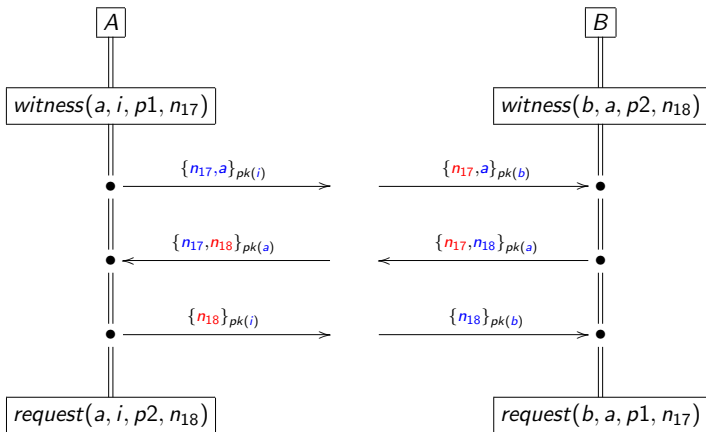 A B
witness(a, i, p1, n₁₇) witness(b, a, p2, n₁₈)
{n₁₇,a}pk(i) {n₁₇,a}pk(b)
{n₁₇,n₁₈}pk(a) {n₁₇,n₁₈}pk(a)
{n₁₈}pk(i) {n₁₈}pk(b)
request(a, i, p2, n₁₈) request(b, a, p1, n₁₇)